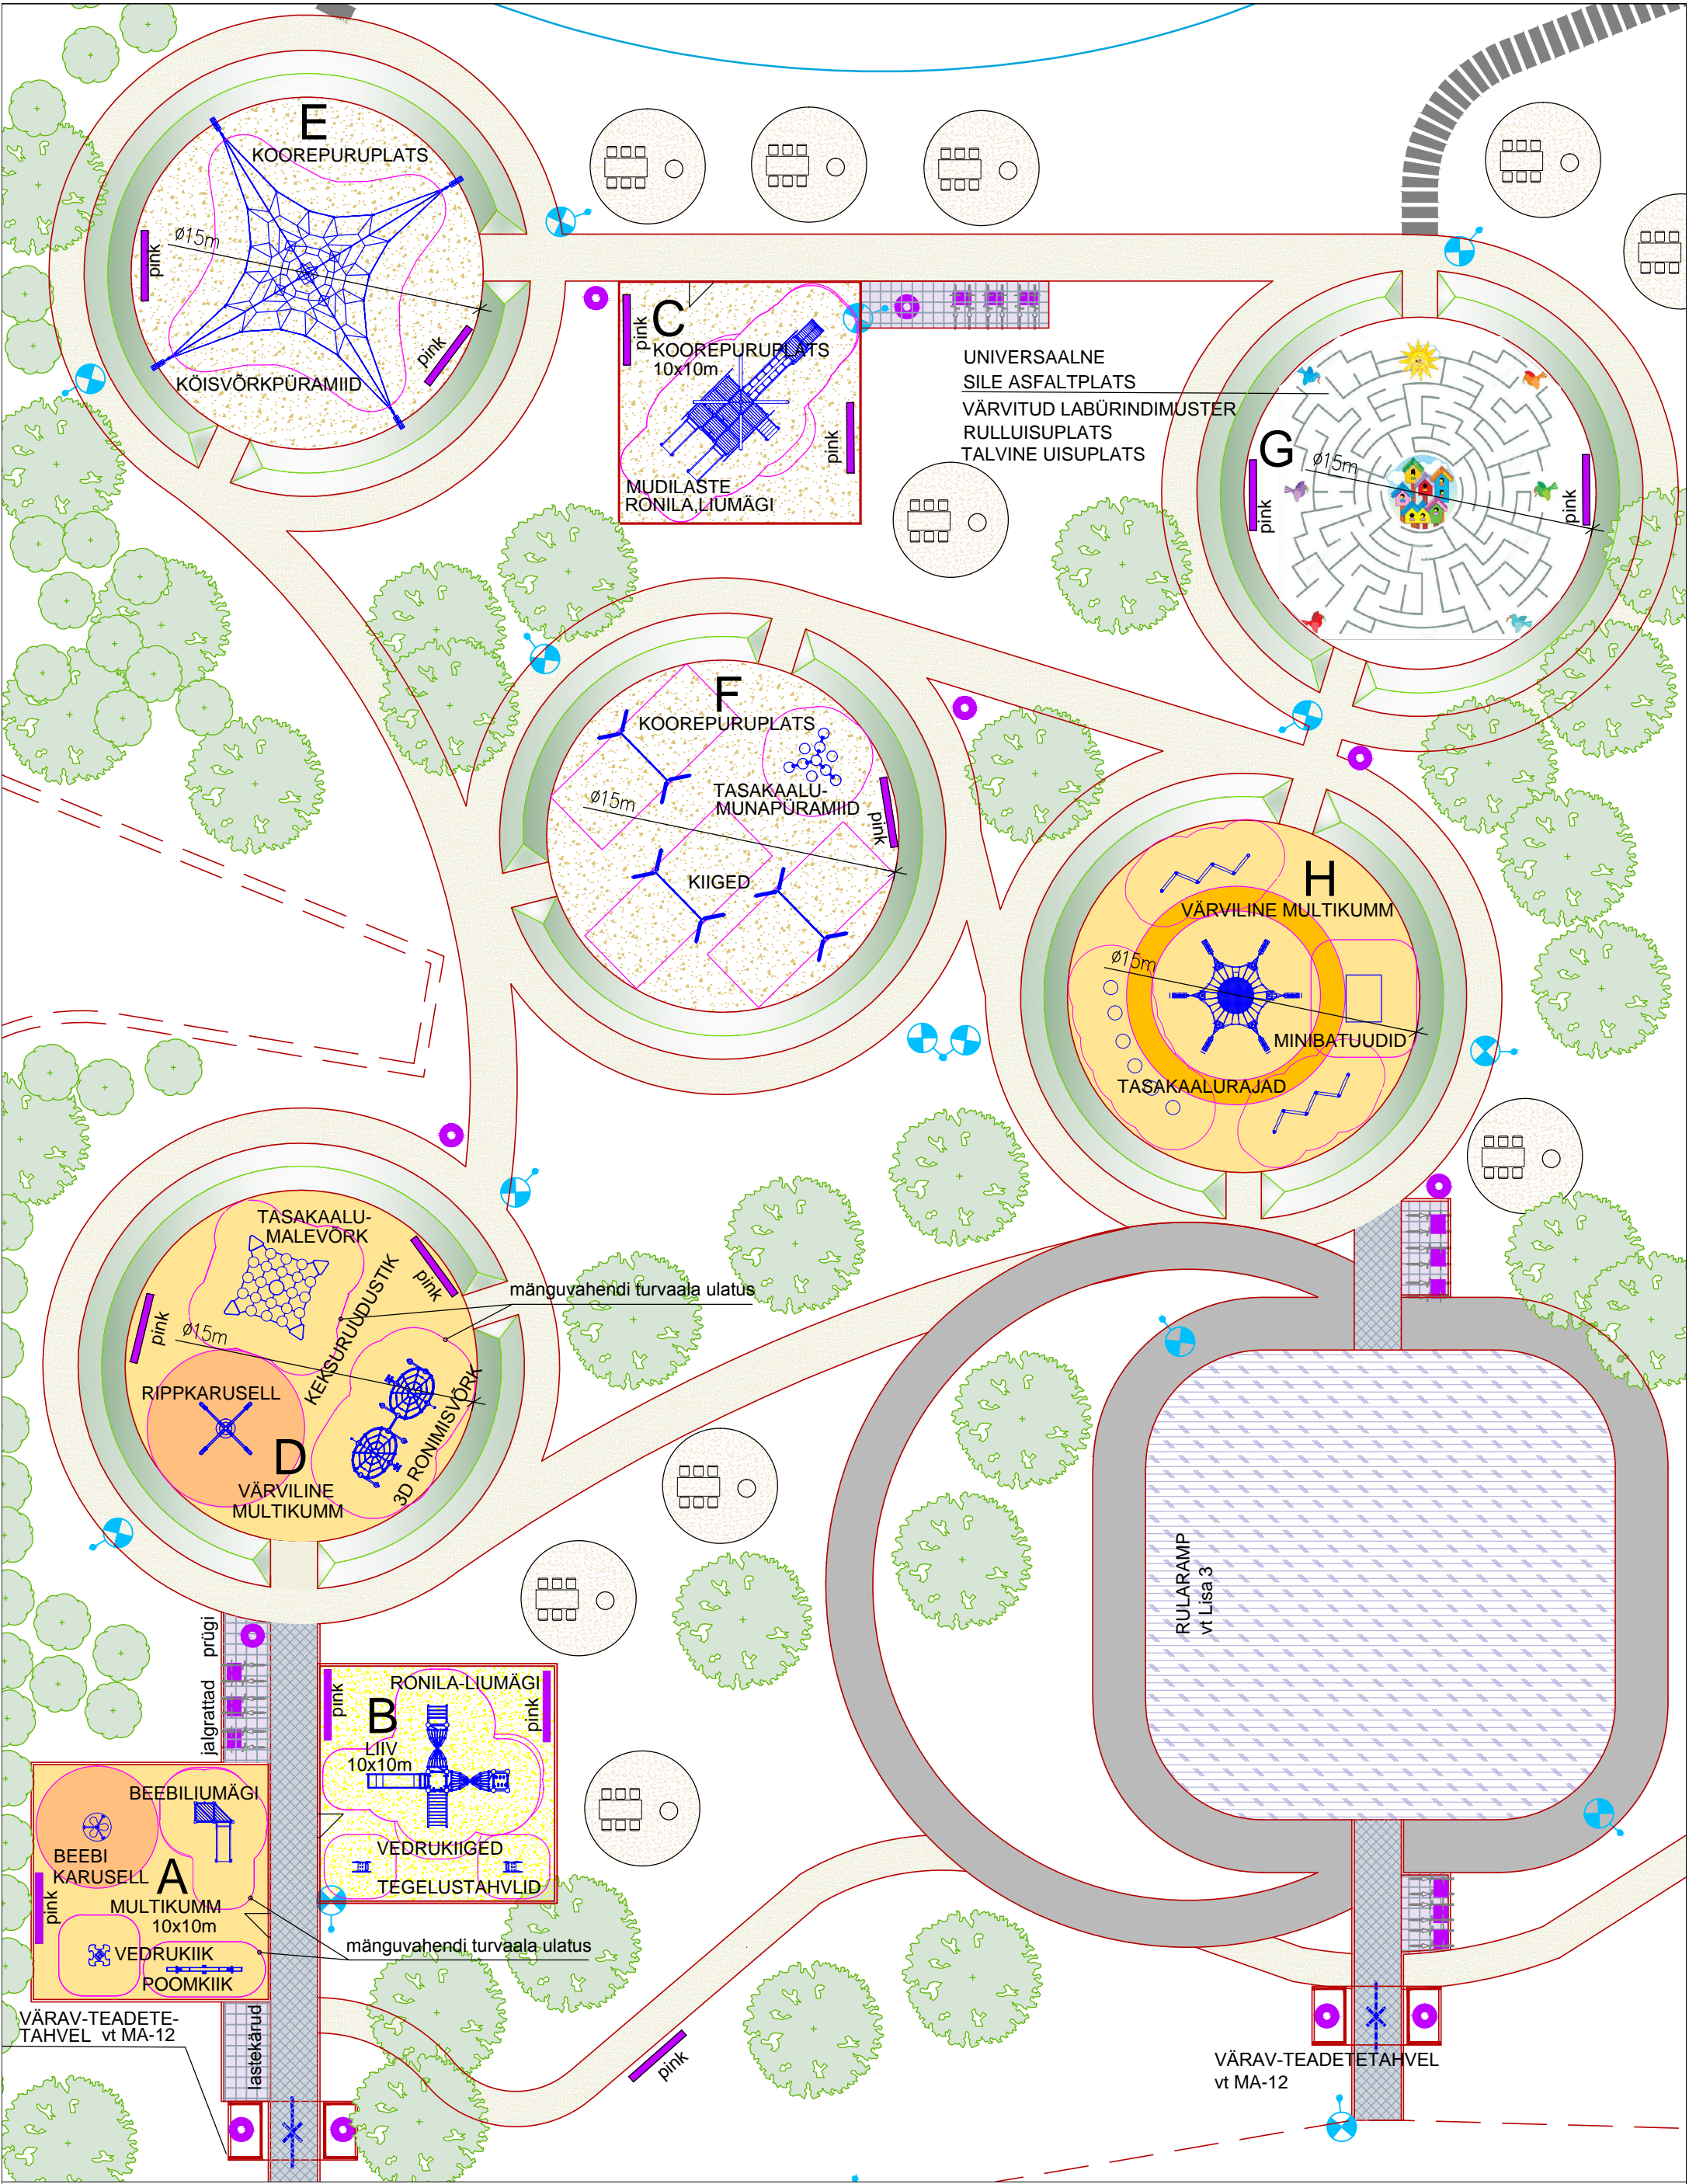 E
KOOREPURUPLATS
Ø15m
pink
pink
KÖISVÕRKPÜRAMIID
pink
C
KOOREPURUPLATS
10x10m
pink
MUDILASTE
RONILA,LIUMÄGI
UNIVERSAALNE
SILE ASFALTPLATS
VÄRVITUD LABÜRINDIMUSTER
RULLUISUPLATS
TALVINE UISUPLATS
G
Ø15m
pink
pink
F
KOOREPURUPLATS
TASAKAALU-
MUNAPÜRAMIID
Ø15m
pink
KIIGED
H
VÄRVILINE MULTIKUMM
Ø15m
MINIBATUUDID
TASAKAALURAJAD
TASAKAALU-
MALEVÕRK
pink
KEKSURUUDUSTIK
mänguvahendi turvaala ulatus
pink
Ø15m
RIPPKARUSELL
3D RONIMISVÕRK
D
VÄRVILINE
MULTIKUMM
RULARAMP
vt Lisa 3
prügi
jalgrattad
pink
RONILA-LIUMÄGI
pink
B
LIIV
10x10m
VEDRUKIIGED
TEGELUSTAHVLID
BEEBILIUMÄGI
BEEBI
KARUSELL
A
pink
MULTIKUMM
10x10m
VEDRUKIIK
POOMKIIK
mänguvahendi turvaala ulatus
VÄRAV-TEADETE-
TAHVEL vt MA-12
lastekärud
pink
VÄRAV-TEADETETAHVEL
vt MA-12